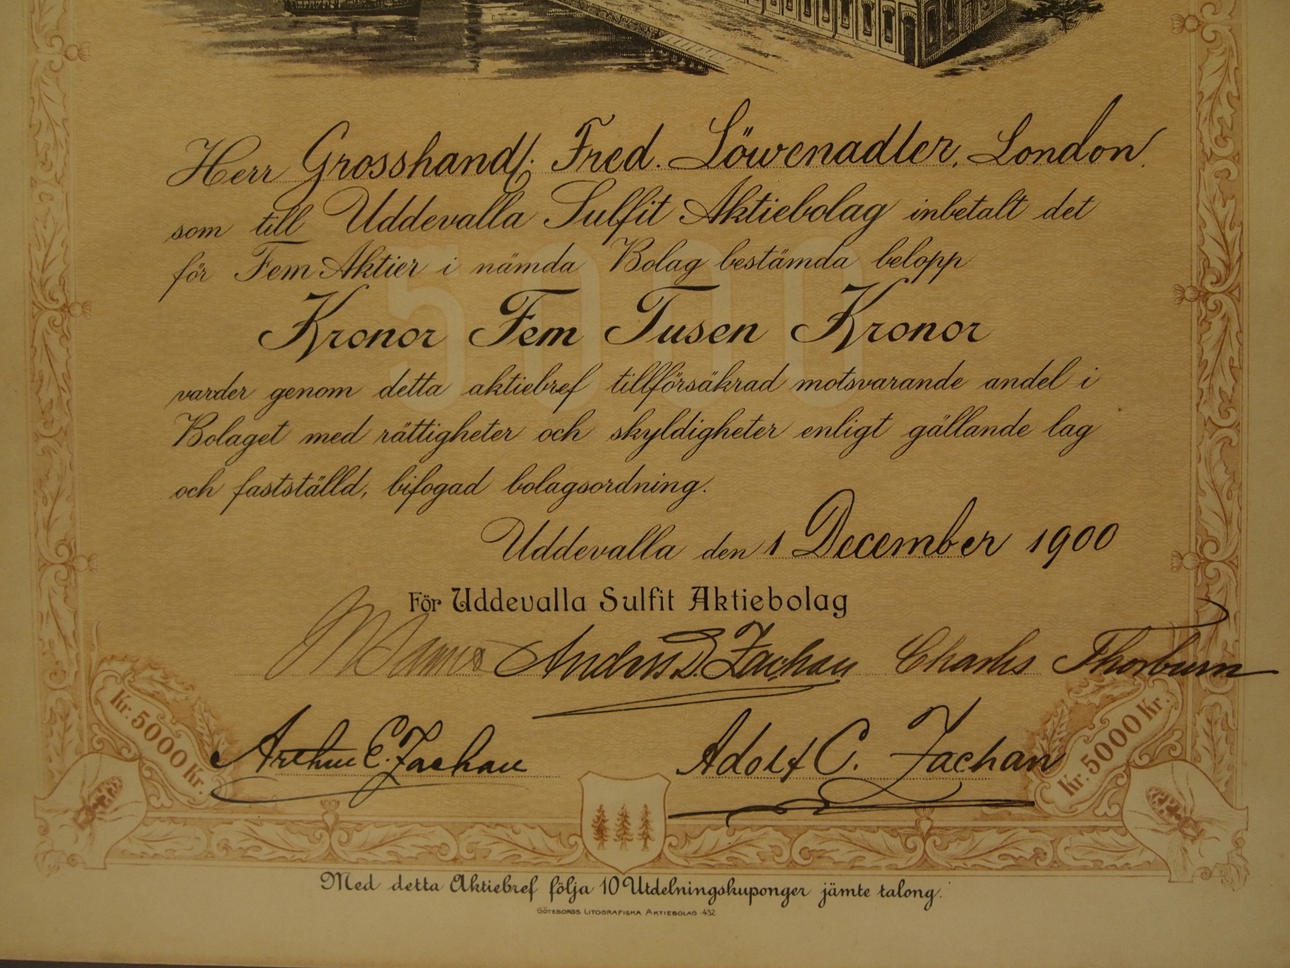 Herr Grosshandl. Fred. Löwenadler, London.
som till Uddevalla Sulfit Aktiebolag inbetalt det
för Fem Aktier i nämda Bolag bestämda belopp
5000
Kronor Fem Tusen Kronor
varder genom detta aktiebref tillförsäkrad motsvarande andel i
Bolaget med rättigheter och skyldigheter enligt gällande lag
och fastställd, bifogad bolagsordning.
Uddevalla den 1 December 1900
För Uddevalla Sulfit Aktiebolag
Anders D. Zachau Charles Thorburn
Arthur E. Zachau Adolf C. Zachau
kr. 5000 kr.
kr. 5000 kr.
Med detta Aktiebref följa 10 Utdelningskuponger jämte talong.
GÖTEBORGS LITOGRAFISKA AKTIEBOLAG 432